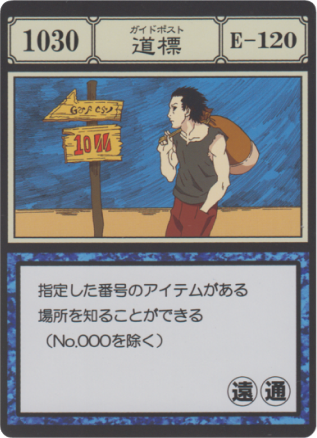 1030
ガイドポスト
道標
E-120
1000
指定した番号のアイテムがある
場所を知ることができる
（No.000を除く）
遠 通